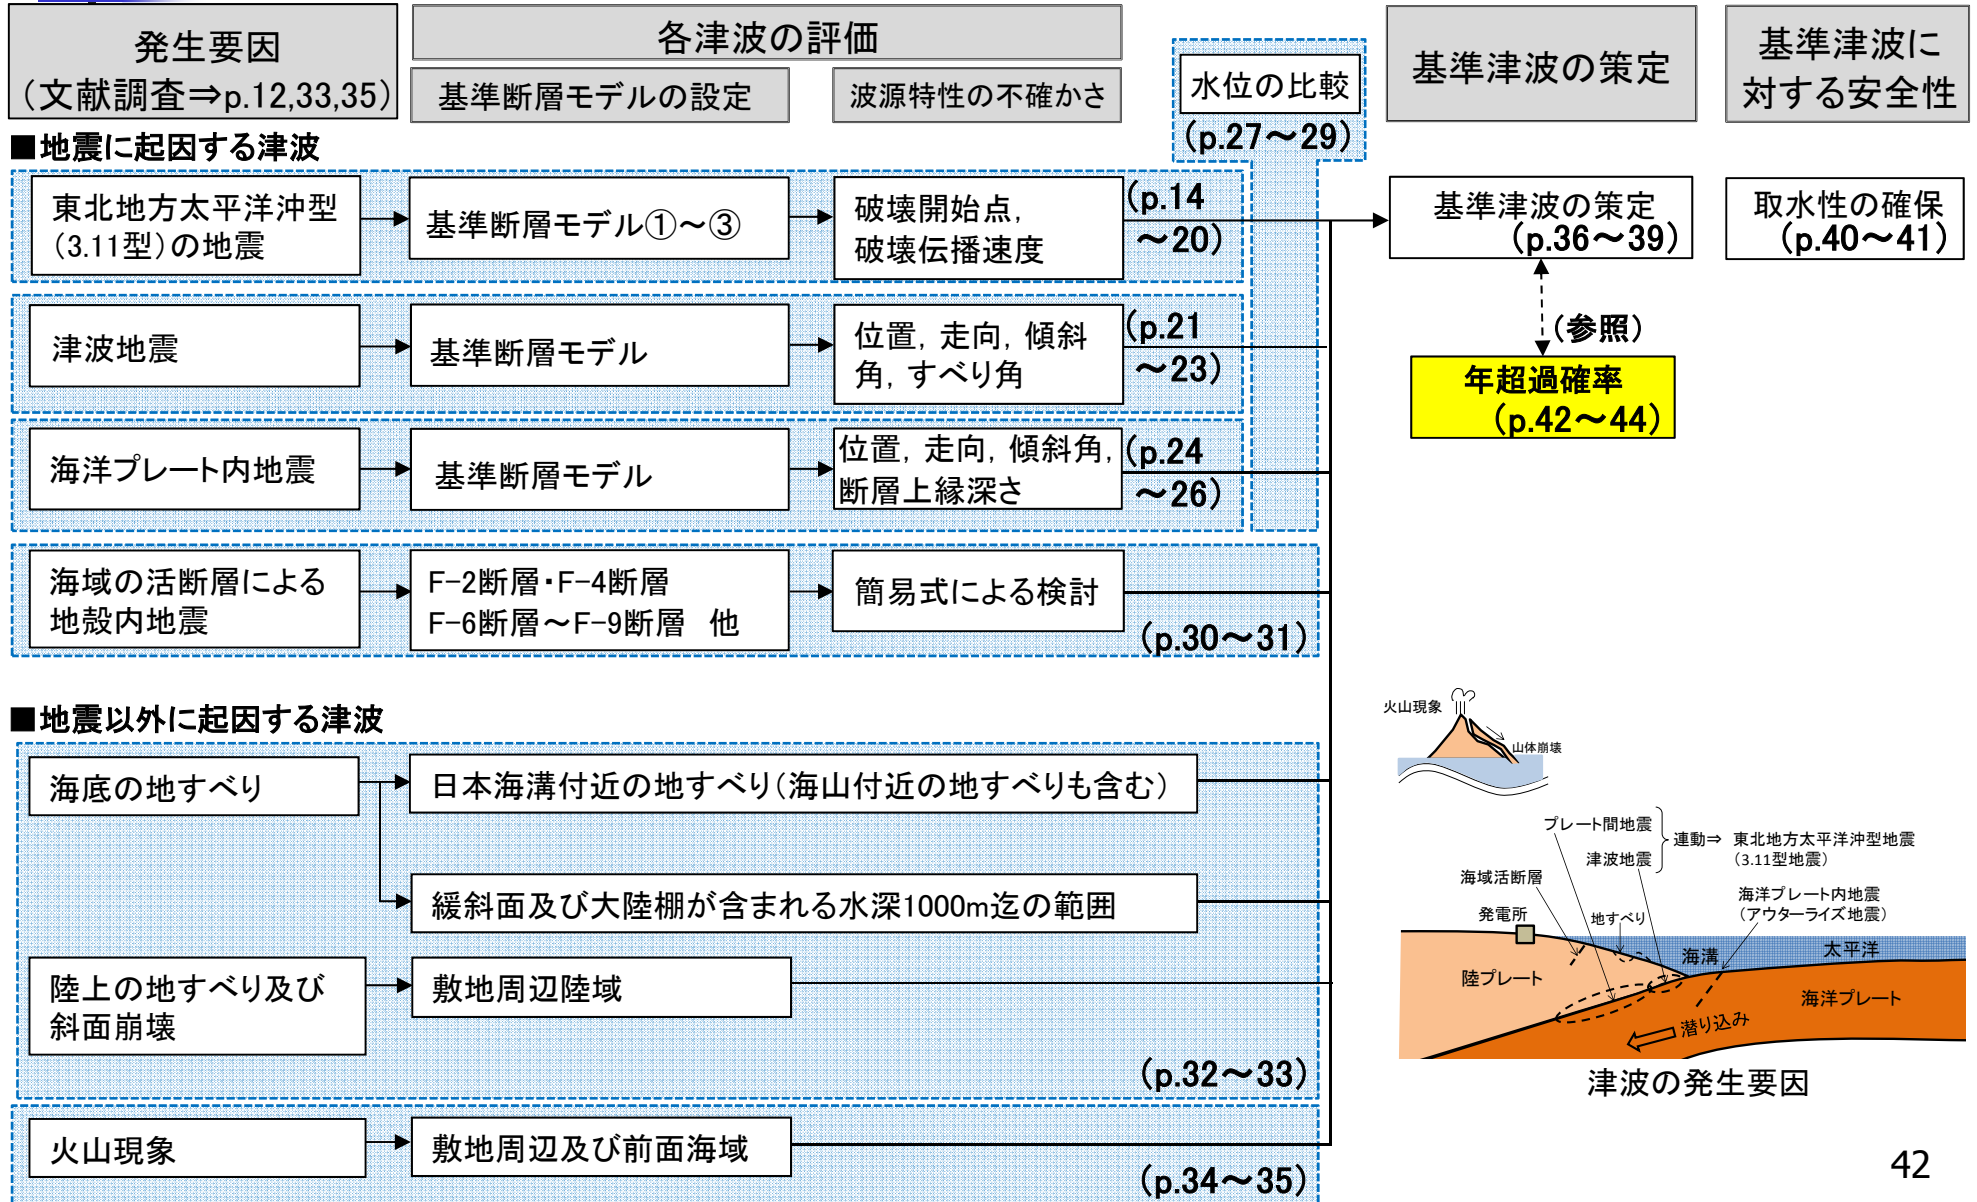 発生要因
(文献調査⇒p.12,33,35)
各津波の評価
基準断層モデルの設定
波源特性の不確かさ
水位の比較
(p.27～29)
基準津波の策定
基準津波に
対する安全性
■地震に起因する津波
東北地方太平洋沖型
(3.11型)の地震
基準断層モデル①～③
破壊開始点，
破壊伝播速度
(p.14
～20)
基準津波の策定
(p.36～39)
取水性の確保
(p.40～41)
津波地震
基準断層モデル
位置，走向，傾斜
角，すべり角
(p.21
～23)
(参照)
年超過確率
(p.42～44)
海洋プレート内地震
基準断層モデル
位置，走向，傾斜角，
断層上縁深さ
(p.24
～26)
海域の活断層による
地殻内地震
F-2断層・F-4断層
F-6断層～F-9断層　他
簡易式による検討
(p.30～31)
■地震以外に起因する津波
海底の地すべり
日本海溝付近の地すべり(海山付近の地すべりも含む)
緩斜面及び大陸棚が含まれる水深1000m迄の範囲
陸上の地すべり及び
斜面崩壊
敷地周辺陸域
(p.32～33)
火山現象
敷地周辺及び前面海域
(p.34～35)
火山現象
山体崩壊
プレート間地震
津波地震
連動⇒ 東北地方太平洋沖型地震
(3.11型地震)
海域活断層
海洋プレート内地震
(アウターライズ地震)
発電所
地すべり
海溝
太平洋
陸プレート
海洋プレート
潜り込み
津波の発生要因
42